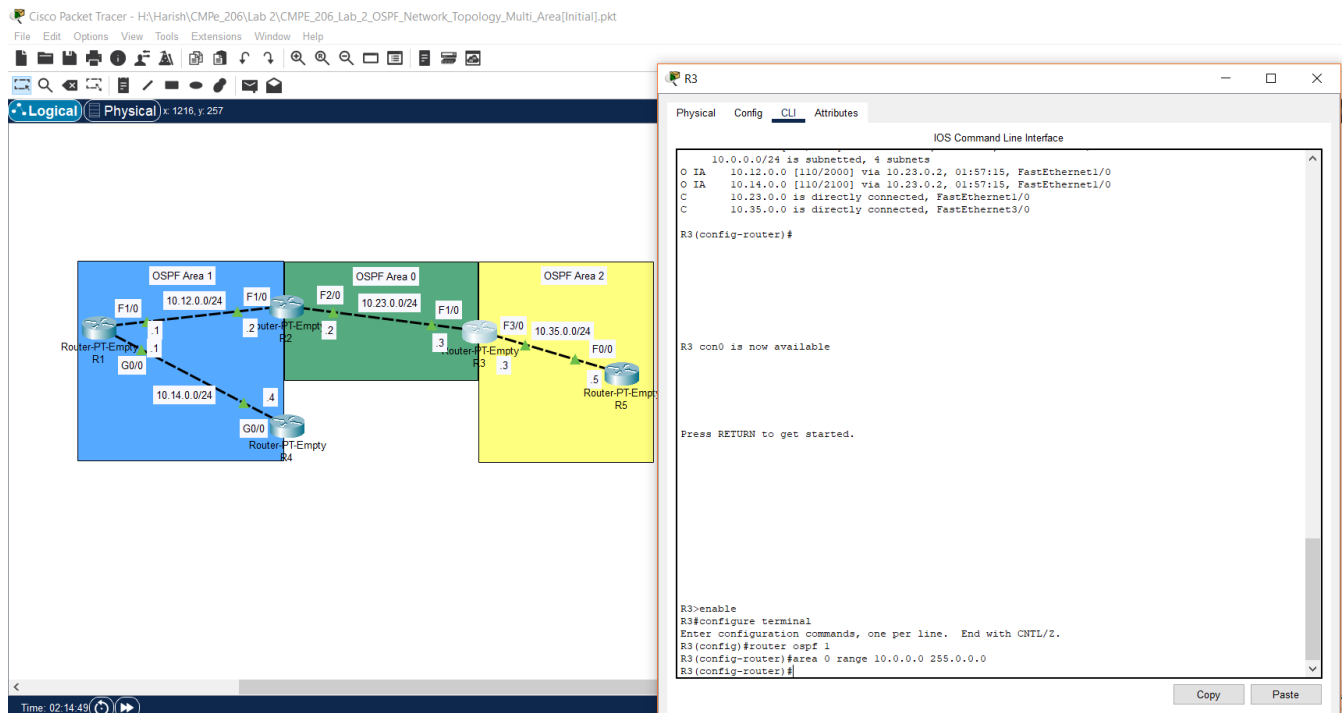 Cisco Packet Tracer - H:\Harish\CMPe_206\Lab 2\CMPE_206_Lab_2_OSPF_Network_Topology_Multi_Area[Initial].pkt
File Edit Options View Tools Extensions Window Help
Logical Physical x: 1216, y: 257
OSPF Area 1
OSPF Area 0
OSPF Area 2
F1/0
10.12.0.0/24
F1/0
F2/0
10.23.0.0/24
F1/0
F3/0
10.35.0.0/24
F0/0
.1
.2
.2
.3
.3
.5
Router-PT-Empty
R1
.1
G0/0
outer-PT-Empt
R2
outer-PT-Empty
R3
Router-PT-Emp
R5
10.14.0.0/24
.4
G0/0
Router-PT-Empty
R4
Time: 02:14:49
R3
Physical Config CLI Attributes
IOS Command Line Interface
10.0.0.0/24 is subnetted, 4 subnets
O IA 10.12.0.0 [110/2000] via 10.23.0.2, 01:57:15, FastEthernet1/0
O IA 10.14.0.0 [110/2100] via 10.23.0.2, 01:57:15, FastEthernet1/0
C 10.23.0.0 is directly connected, FastEthernet1/0
C 10.35.0.0 is directly connected, FastEthernet3/0
R3(config-router)#
R3 con0 is now available
Press RETURN to get started.
R3>enable
R3#configure terminal
Enter configuration commands, one per line. End with CNTL/Z.
R3(config)#router ospf 1
R3(config-router)#area 0 range 10.0.0.0 255.0.0.0
R3(config-router)#
Copy Paste